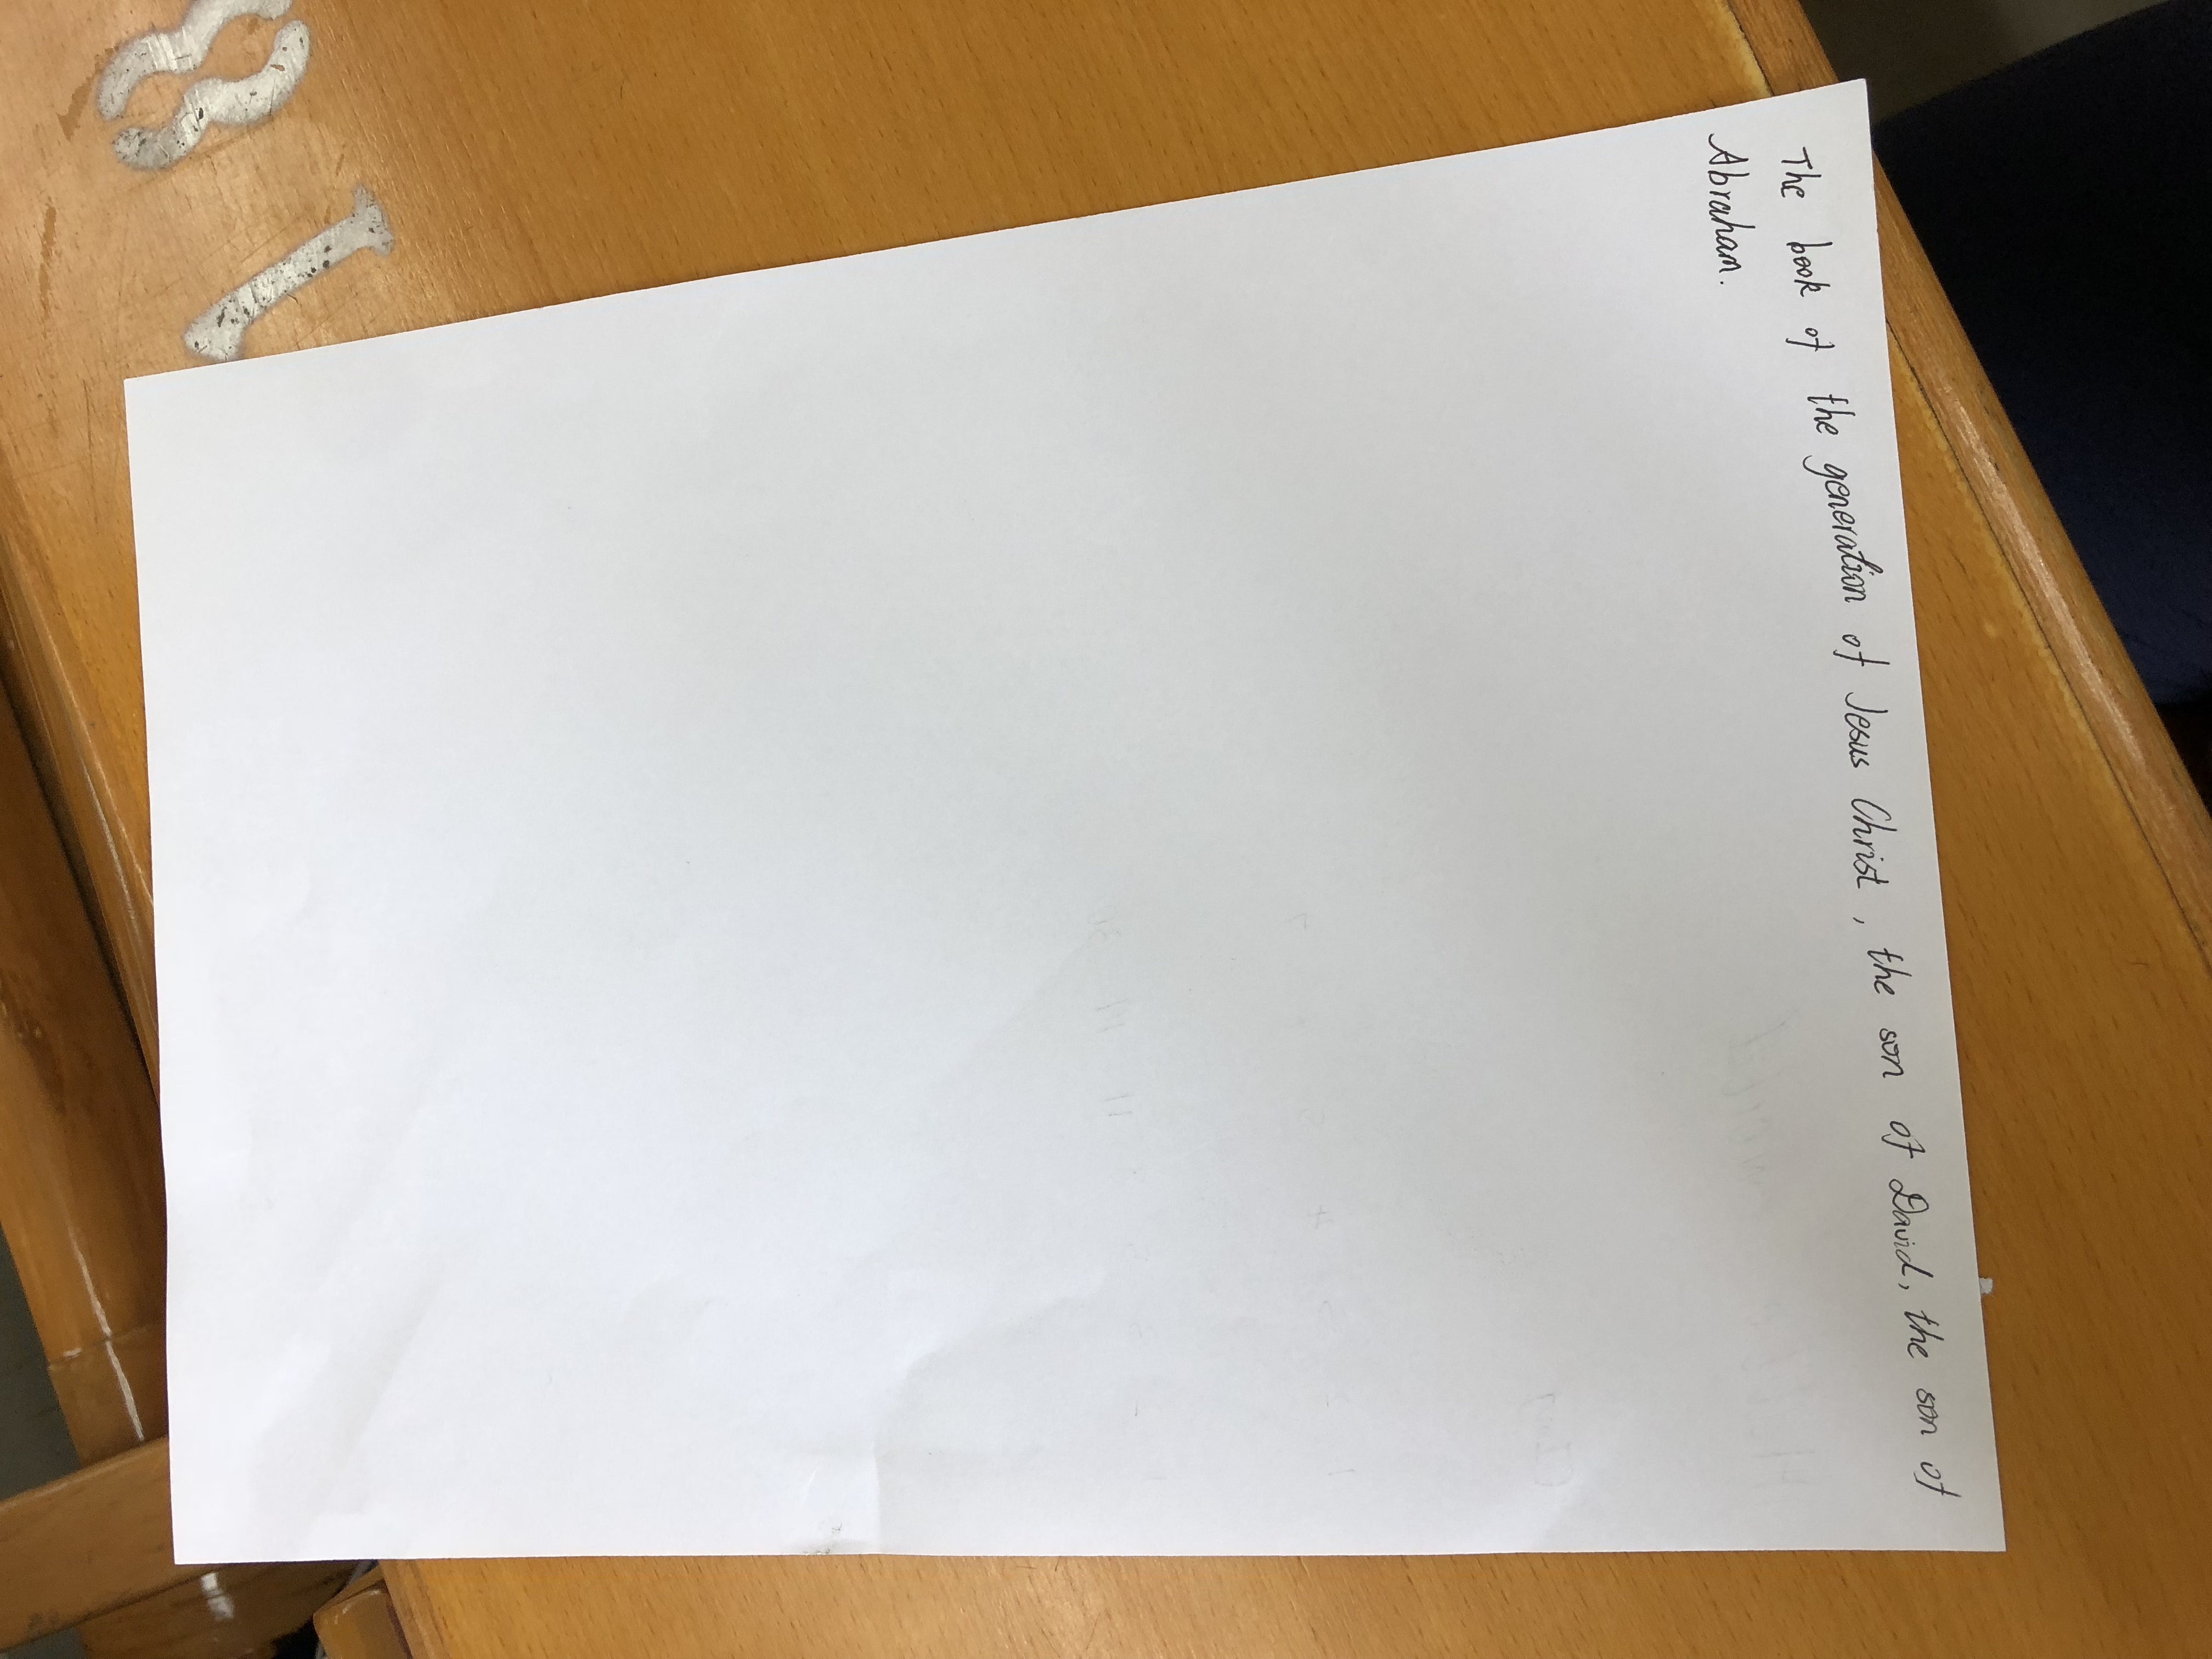 The book of the generation of Jesus Christ, the son of David, the son of
Abraham.
18